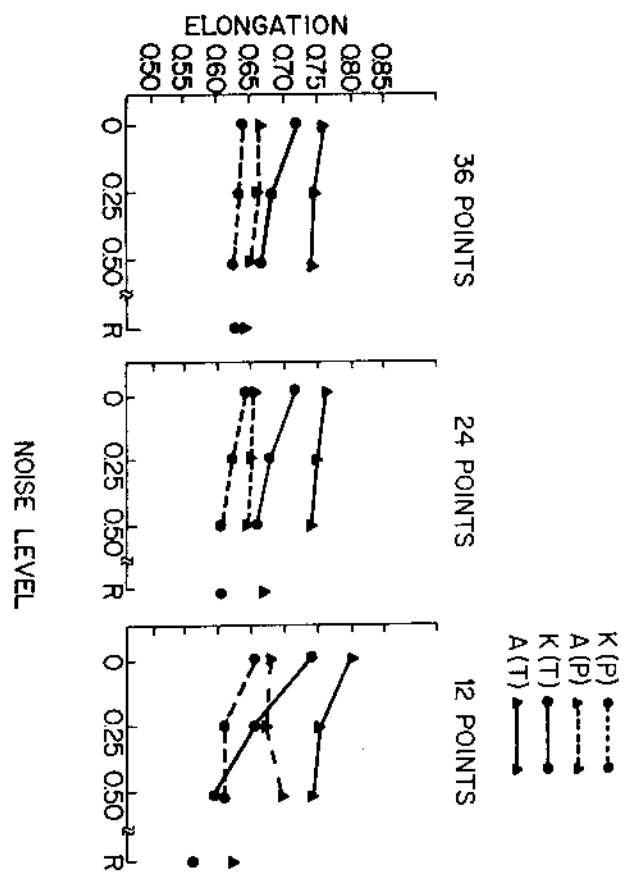 ELONGATION
0.85
0.80
0.75
0.70
0.65
0.60
0.55
0.50
36 POINTS
0 0.25 0.50 R
24 POINTS
0 0.25 0.50 R
12 POINTS
0 0.25 0.50 R
NOISE LEVEL
K(P)
A(P)
K(T)
A(T)